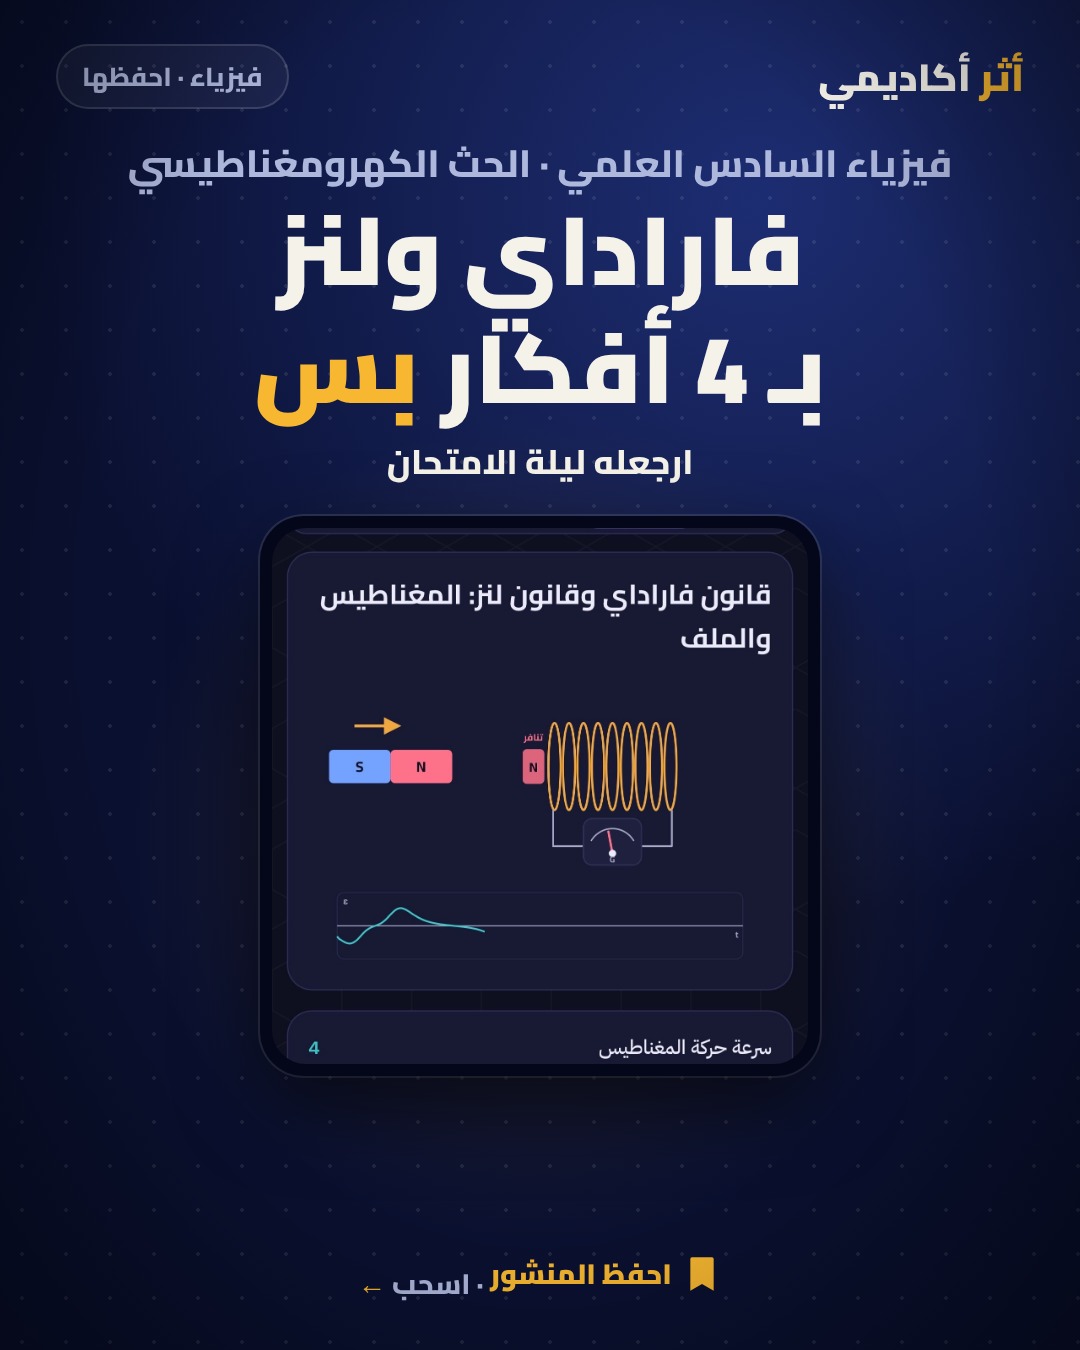 أثر أكاديمي
فيزياء · احفظها
فيزياء السادس العلمي · الحث الكهرومغناطيسي
فاراداي ولنز
بـ 4 أفكار بس
ارجعله ليلة الامتحان
قانون فاراداي وقانون لنز: المغناطيس
والملف
تنافر
S N N
ε
t
سرعة حركة المغناطيس 4
احفظ المنشور · اسحب ←